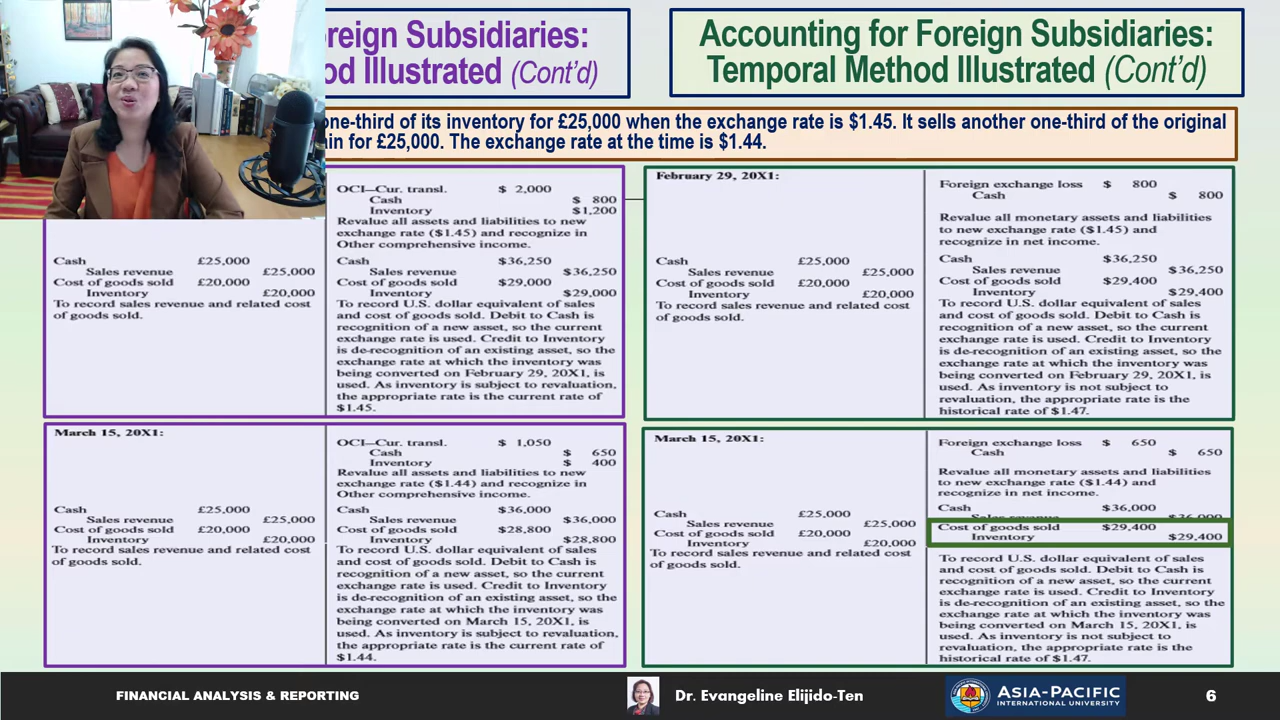 reign Subsidiaries:
od Illustrated (Cont'd)
Accounting for Foreign Subsidiaries:
Temporal Method Illustrated (Cont'd)
one-third of its inventory for £25,000 when the exchange rate is $1.45. It sells another one-third of the original
in for £25,000. The exchange rate at the time is $1.44.
OCI—Cur. transl. $ 2,000
Cash $ 800
Inventory $1,200
Revalue all assets and liabilities to new
exchange rate ($1.45) and recognize in
Other comprehensive income.
Cash £25,000
Sales revenue £25,000
Cost of goods sold £20,000
Inventory £20,000
To record sales revenue and related cost
of goods sold.
Cash $36,250
Sales revenue $36,250
Cost of goods sold $29,000
Inventory $29,000
To record U.S. dollar equivalent of sales
and cost of goods sold. Debit to Cash is
recognition of a new asset, so the current
exchange rate is used. Credit to Inventory
is de-recognition of an existing asset, so the
exchange rate at which the inventory was
being converted on February 29, 20X1, is
used. As inventory is subject to revaluation,
the appropriate rate is the current rate of
$1.45.
February 29, 20X1:
Foreign exchange loss $ 800
Cash $ 800
Revalue all monetary assets and liabilities
to new exchange rate ($1.45) and
recognize in net income.
Cash £25,000
Sales revenue £25,000
Cost of goods sold £20,000
Inventory £20,000
To record sales revenue and related cost
of goods sold.
Cash $36,250
Sales revenue $36,250
Cost of goods sold $29,400
Inventory $29,400
To record U.S. dollar equivalent of sales
and cost of goods sold. Debit to Cash is
recognition of a new asset, so the current
exchange rate is used. Credit to Inventory
is de-recognition of an existing asset, so the
exchange rate at which the inventory was
being converted on February 29, 20X1, is
used. As inventory is not subject to
revaluation, the appropriate rate is the
historical rate of $1.47.
March 15, 20X1:
OCI—Cur. transl. $ 1,050
Cash $ 650
Inventory $ 400
Revalue all assets and liabilities to new
exchange rate ($1.44) and recognize in
Other comprehensive income.
Cash £25,000
Sales revenue £25,000
Cost of goods sold £20,000
Inventory £20,000
To record sales revenue and related cost
of goods sold.
Cash $36,000
Sales revenue $36,000
Cost of goods sold $28,800
Inventory $28,800
To record U.S. dollar equivalent of sales
and cost of goods sold. Debit to Cash is
recognition of a new asset, so the current
exchange rate is used. Credit to Inventory
is de-recognition of an existing asset, so the
exchange rate at which the inventory was
being converted on March 15, 20X1, is
used. As inventory is subject to revaluation,
the appropriate rate is the current rate of
$1.44.
March 15, 20X1:
Foreign exchange loss $ 650
Cash $ 650
Revalue all monetary assets and liabilities
to new exchange rate ($1.44) and
recognize in net income.
Cash £25,000
Sales revenue £25,000
Cost of goods sold £20,000
Inventory £20,000
To record sales revenue and related cost
of goods sold.
Cash $36,000
Cost of goods sold $29,400
Inventory $29,400
To record U.S. dollar equivalent of sales
and cost of goods sold. Debit to Cash is
recognition of a new asset, so the current
exchange rate is used. Credit to Inventory
is de-recognition of an existing asset, so the
exchange rate at which the inventory was
being converted on March 15, 20X1, is
used. As inventory is not subject to
revaluation, the appropriate rate is the
historical rate of $1.47.
FINANCIAL ANALYSIS & REPORTING
Dr. Evangeline Elijido-Ten
ASIA-PACIFIC
INTERNATIONAL UNIVERSITY
6